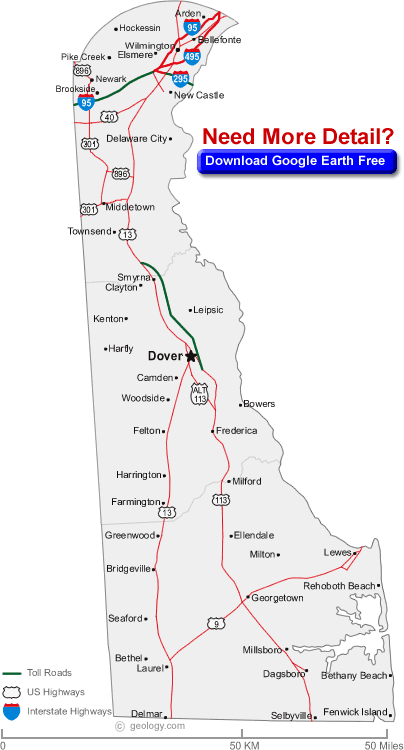 Arden
Hockessin
95
Wilmington
Bellefonte
Pike Creek
Elsmere
495
896
Newark
295
Brookside
New Castle
95
40
Need More Detail?
Delaware City
301
Download Google Earth Free
896
301
Middletown
Townsend
13
Smyrna
Clayton
Leipsic
Kenton
Harfly
Dover
Camden
ALT
113
Woodside
Bowers
Felton
Frederica
Harrington
Milford
113
Farmington
13
Greenwood
Ellendale
Milton
Lewes
Bridgeville
Rehoboth Beach
Georgetown
Seaford
9
Millsboro
Bethel
Laurel
Toll Roads
Dagsboro
Bethany Beach
US Highways
Interstate Highways
Delmar
Selbyville
Fenwick Island
© geology.com
0
50 KM
50 Miles